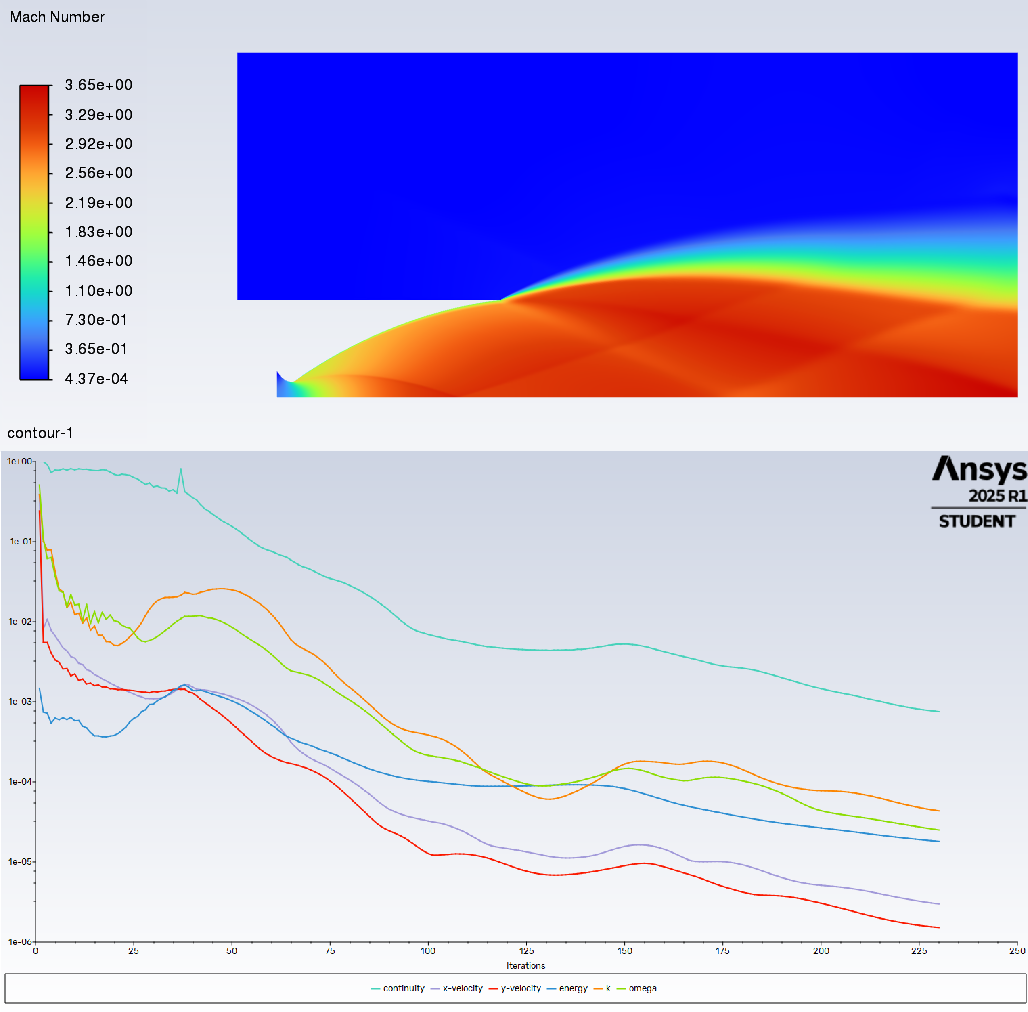 Mach Number
3.65e+00
3.29e+00
2.92e+00
2.56e+00
2.19e+00
1.83e+00
1.46e+00
1.10e+00
7.30e-01
3.65e-01
4.37e-04
contour-1
Ansys
2025 R1
STUDENT
1e+00
1e-01
1e-02
1e-03
1e-04
1e-05
1e-06
0 25 50 75 100 125 150 175 200 225 250
Iterations
continuity x-velocity y-velocity energy k omega